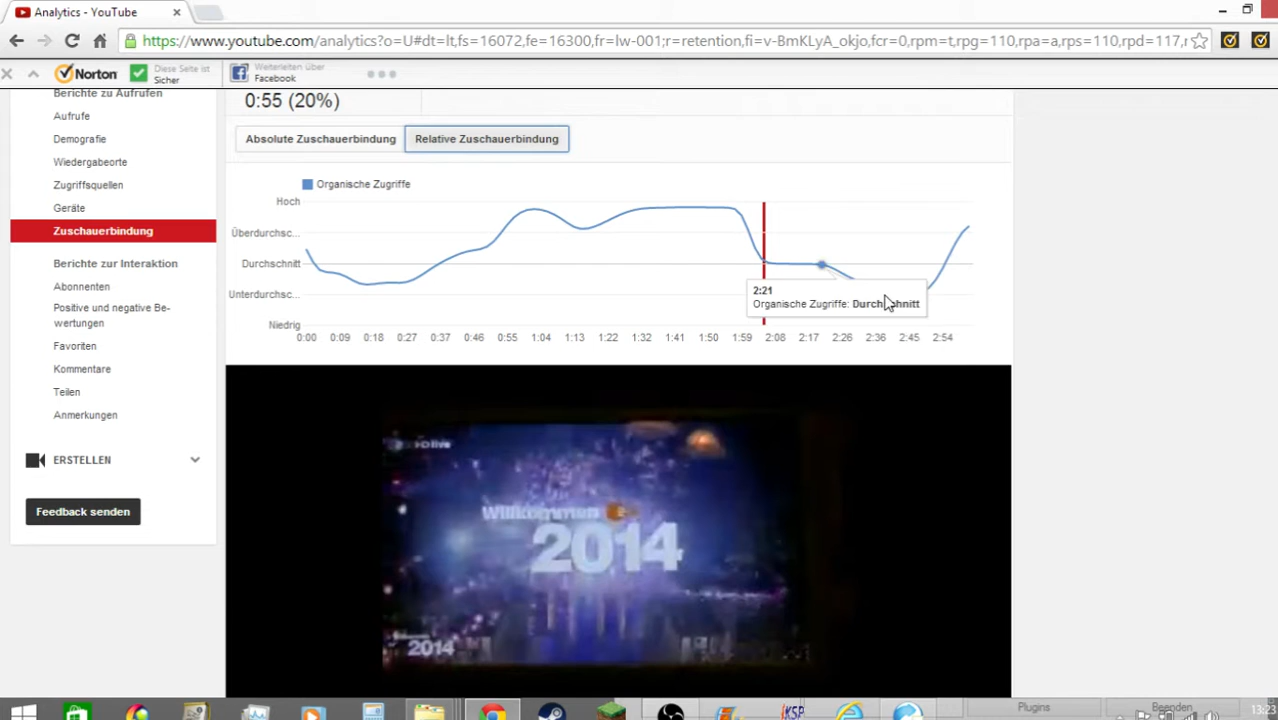 Analytics - YouTube
https://www.youtube.com/analytics?o=U#dt=lt,fs=16072,fe=16300,fr=lw-001;r=retention,fi=v-BmKLyA_okjo,fcr=0,rpm=t,rpg=110,rpa=a,rps=110,rpd=117,r
Norton
Diese Seite ist
Sicher
Weiterleiten über
Facebook
Berichte zu Aufrufen
Aufrufe
Demografie
Wiedergabeorte
Zugriffsquellen
Geräte
Zuschauerbindung
Berichte zur Interaktion
Abonnenten
Positive und negative Be-
wertungen
Favoriten
Kommentare
Teilen
Anmerkungen
ERSTELLEN
Feedback senden
0:55 (20%)
Absolute Zuschauerbindung
Relative Zuschauerbindung
Organische Zugriffe
Hoch
Überdurchsc...
Durchschnitt
Unterdurchsc...
Niedrig
2:21
Organische Zugriffe: Durchschnitt
0:00 0:09 0:18 0:27 0:37 0:46 0:55 1:04 1:13 1:22 1:32 1:41 1:50 1:59 2:08 2:17 2:26 2:36 2:45 2:54
HD live
Willkommen
2014
2014
KSP
Plugins
Beenden
13:23